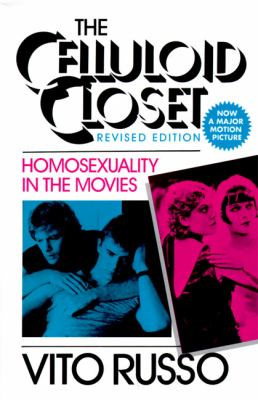 THE
CELLULOID
CLOSET
REVISED EDITION
NOW
A MAJOR
MOTION
PICTURE
HOMOSEXUALITY
IN THE MOVIES
VITO RUSSO